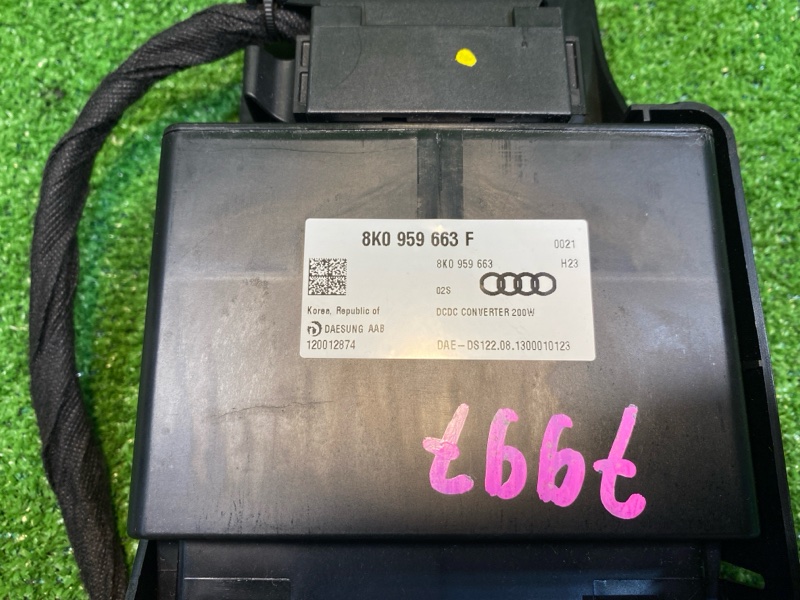 8K0 959 663 F
0021
8K0 959 663
H23
02S
Korea, Republic of
DCDC CONVERTER 200W
DAESUNG AAB
120012874
DAE-DS122.08.1300010123
7997